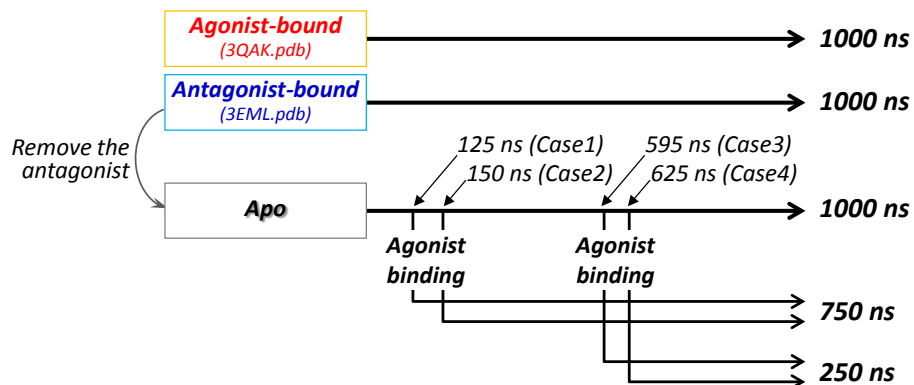 Agonist-bound
(3QAK.pdb)
1000 ns
Antagonist-bound
(3EML.pdb)
1000 ns
Remove the
antagonist
125 ns (Case1)
150 ns (Case2)
595 ns (Case3)
625 ns (Case4)
Apo
1000 ns
Agonist
binding
Agonist
binding
750 ns
250 ns